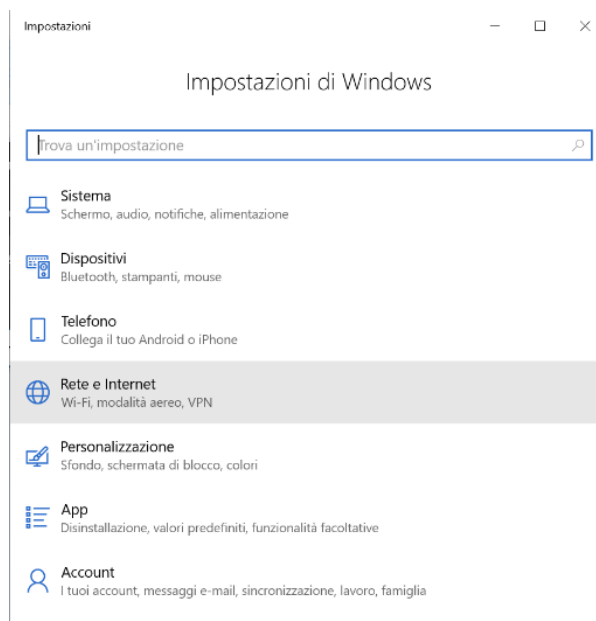 Impostazioni
Impostazioni di Windows
Trova un'impostazione
Sistema
Schermo, audio, notifiche, alimentazione
Dispositivi
Bluetooth, stampanti, mouse
Telefono
Collega il tuo Android o iPhone
Rete e Internet
Wi-Fi, modalità aereo, VPN
Personalizzazione
Sfondo, schermata di blocco, colori
App
Disinstallazione, valori predefiniti, funzionalità facoltative
Account
I tuoi account, messaggi e-mail, sincronizzazione, lavoro, famiglia